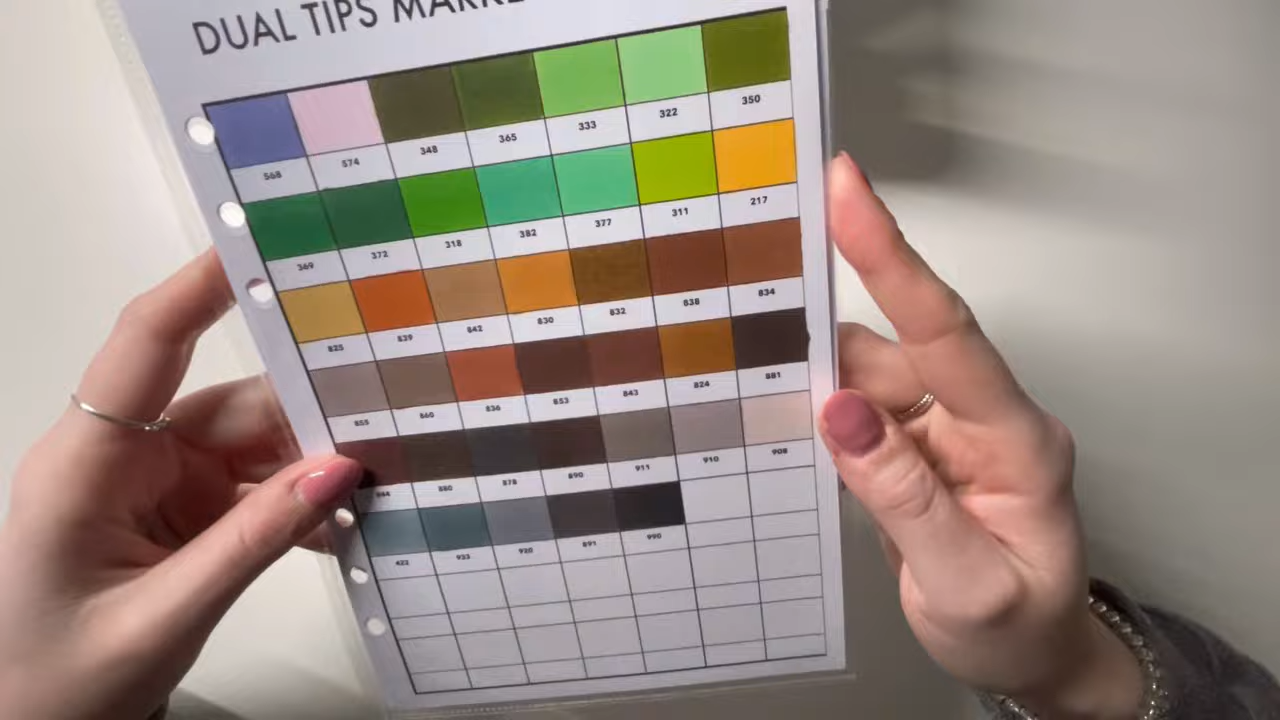 DUAL TIPS
568 574 348 365 333 322 350
369 372 318 382 377 311 217
825 839 842 830 832 838 834
855 860 836 853 843 824 881
844 880 878 890 911 910 908
422 933 920 891 990